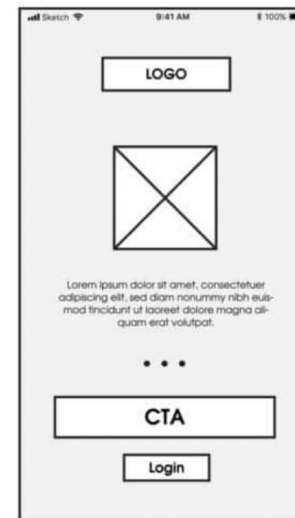 Sketch 9:41 AM 100%
LOGO
Lorem ipsum dolor sit amet, consectetuer
adipiscing elit, sed diam nonummy nibh euis-
mod tincidunt ut laoreet dolore magna ali-
quam erat volutpat.
CTA
Login